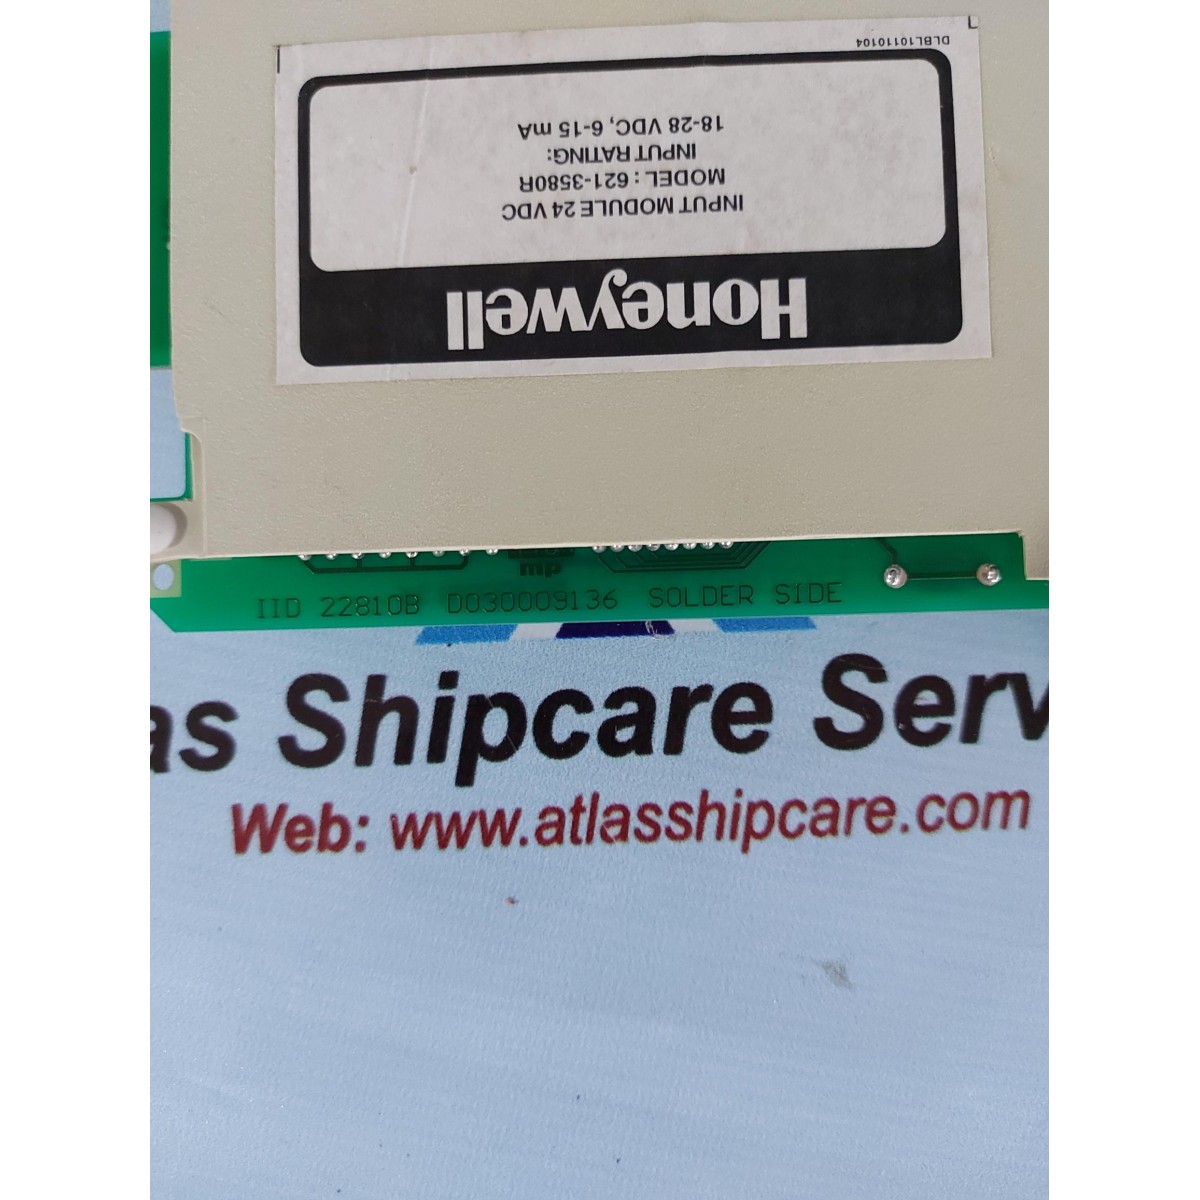 Honeywell
INPUT MODULE 24 VDC
MODEL : 621-3580R
INPUT RATING:
18-28 VDC, 6-15 mA
DLBL10110104
mp
IID 22810B D030009136 SOLDER SIDE
as Shipcare Serv
Web: www.atlasshipcare.com